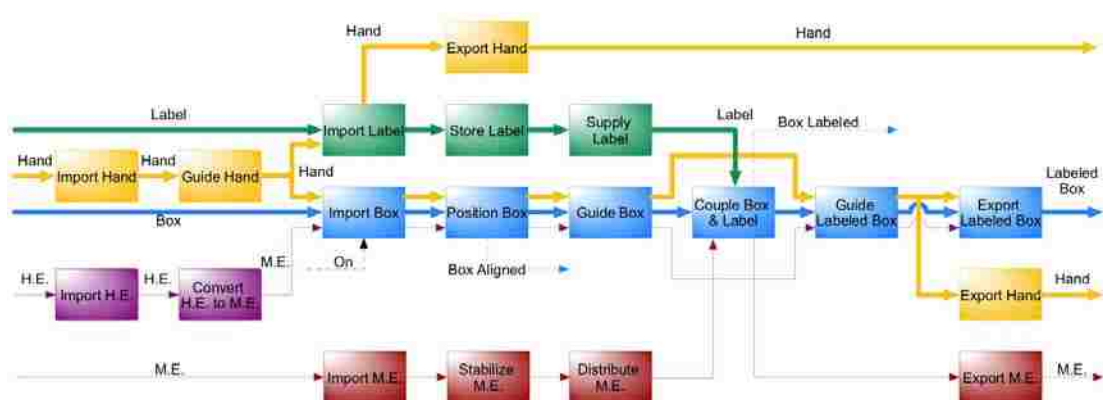 Hand
Hand
Export Hand
Label
Label
Box Labeled
Import Label
Store Label
Supply
Label
Hand
Hand
Import Hand
Guide Hand
Hand
Labeled
Box
Box
Import Box
Position Box
Guide Box
Couple Box
& Label
Guide
Labeled Box
Export
Labeled Box
M.E.
On
Box Aligned
H.E.
H.E.
Import H.E.
Convert
H.E. to M.E.
Export Hand
Hand
M.E.
Import M.E.
Stabilize
M.E.
Distribute
M.E.
Export M.E.
M.E.